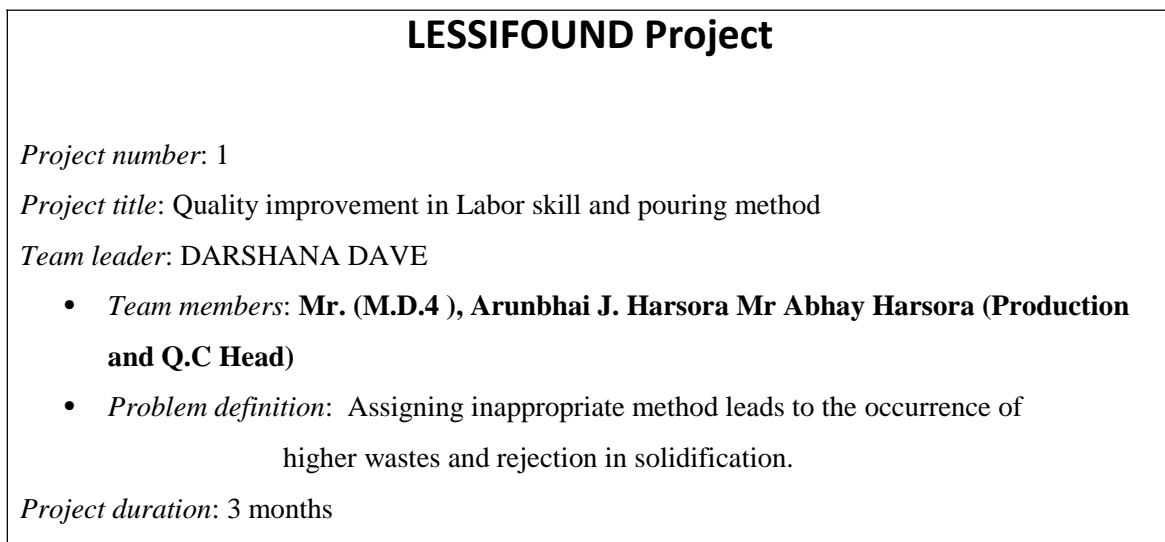 LESSIFOUND Project
Project number: 1
Project title: Quality improvement in Labor skill and pouring method
Team leader: DARSHANA DAVE
• Team members: Mr. (M.D.4 ), Arunbhai J. Harsora Mr Abhay Harsora (Production
and Q.C Head)
• Problem definition: Assigning inappropriate method leads to the occurrence of
higher wastes and rejection in solidification.
Project duration: 3 months